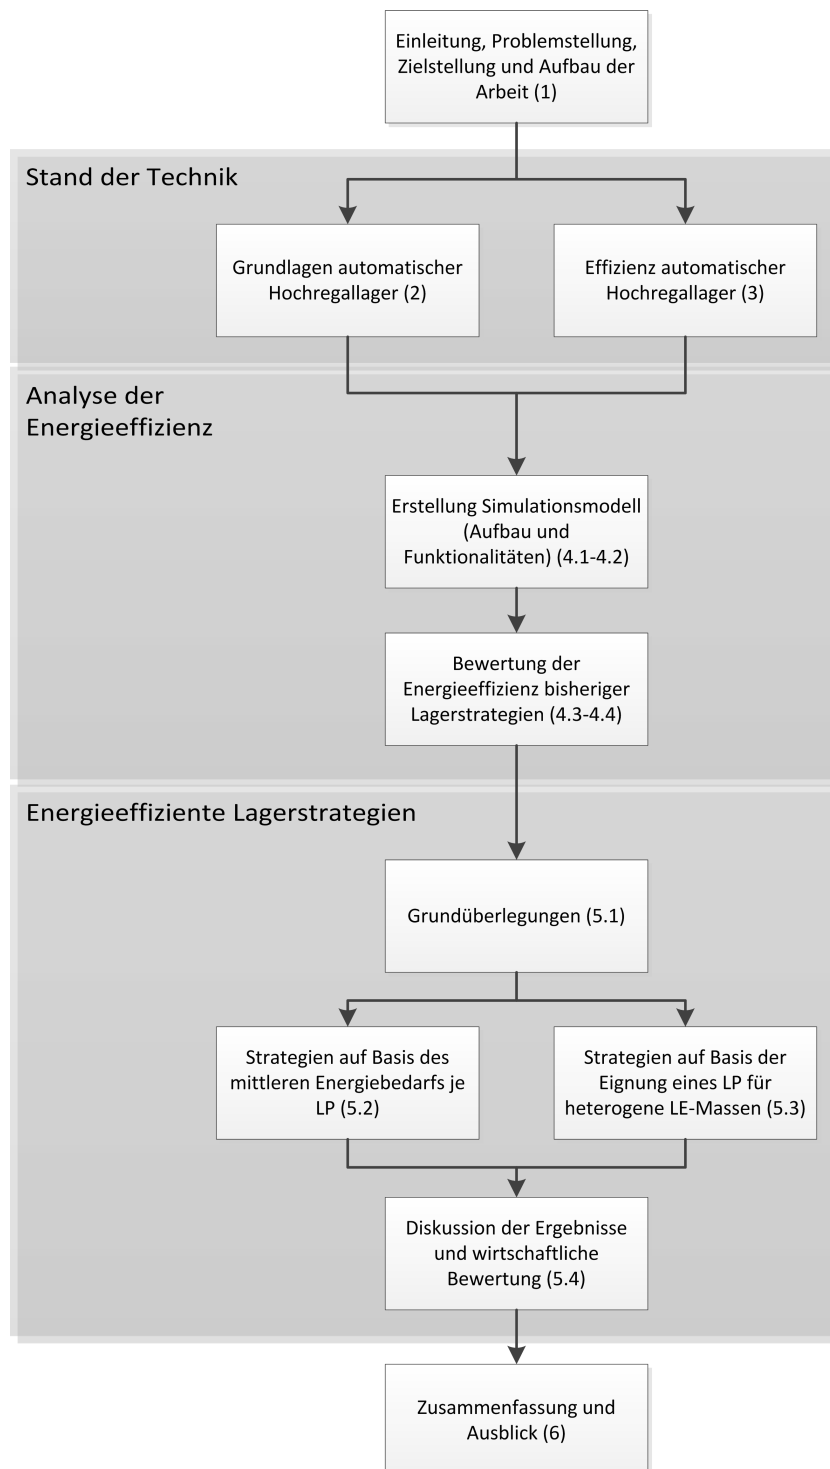 Einleitung, Problemstellung,
Zielstellung und Aufbau der
Arbeit (1)
Stand der Technik
Grundlagen automatischer
Hochregallager (2)
Effizienz automatischer
Hochregallager (3)
Analyse der
Energieeffizienz
Erstellung Simulationsmodell
(Aufbau und
Funktionalitäten) (4.1-4.2)
Bewertung der
Energieeffizienz bisheriger
Lagerstrategien (4.3-4.4)
Energieeffiziente Lagerstrategien
Grundüberlegungen (5.1)
Strategien auf Basis des
mittleren Energiebedarfs je
LP (5.2)
Strategien auf Basis der
Eignung eines LP für
heterogene LE-Massen (5.3)
Diskussion der Ergebnisse
und wirtschaftliche
Bewertung (5.4)
Zusammenfassung und
Ausblick (6)